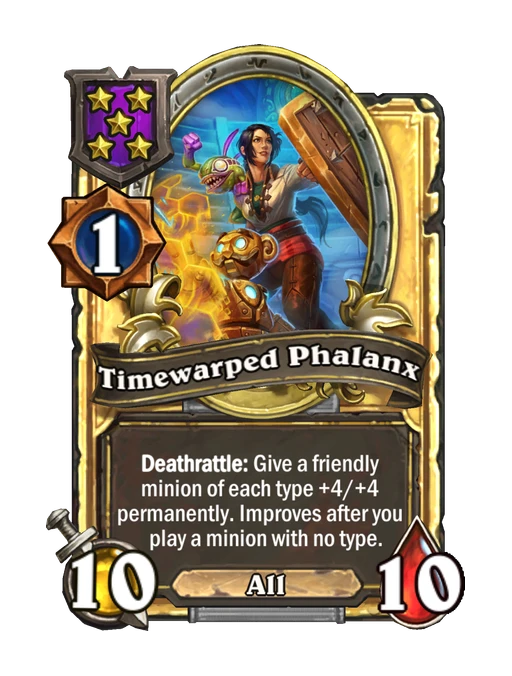 1
Timewarped Phalanx
Deathrattle: Give a friendly
minion of each type +4/+4
permanently. Improves after you
play a minion with no type.
10
All
10